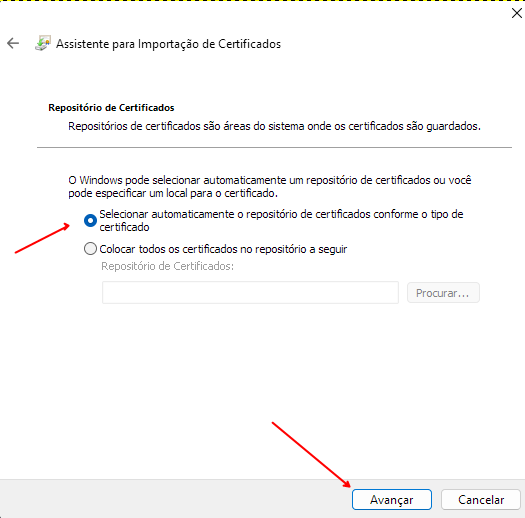 Assistente para Importação de Certificados
Repositório de Certificados
Repositórios de certificados são áreas do sistema onde os certificados são guardados.
O Windows pode selecionar automaticamente um repositório de certificados ou você
pode especificar um local para o certificado.
Selecionar automaticamente o repositório de certificados conforme o tipo de
certificado
Colocar todos os certificados no repositório a seguir
Repositório de Certificados:
Procurar...
Avançar
Cancelar